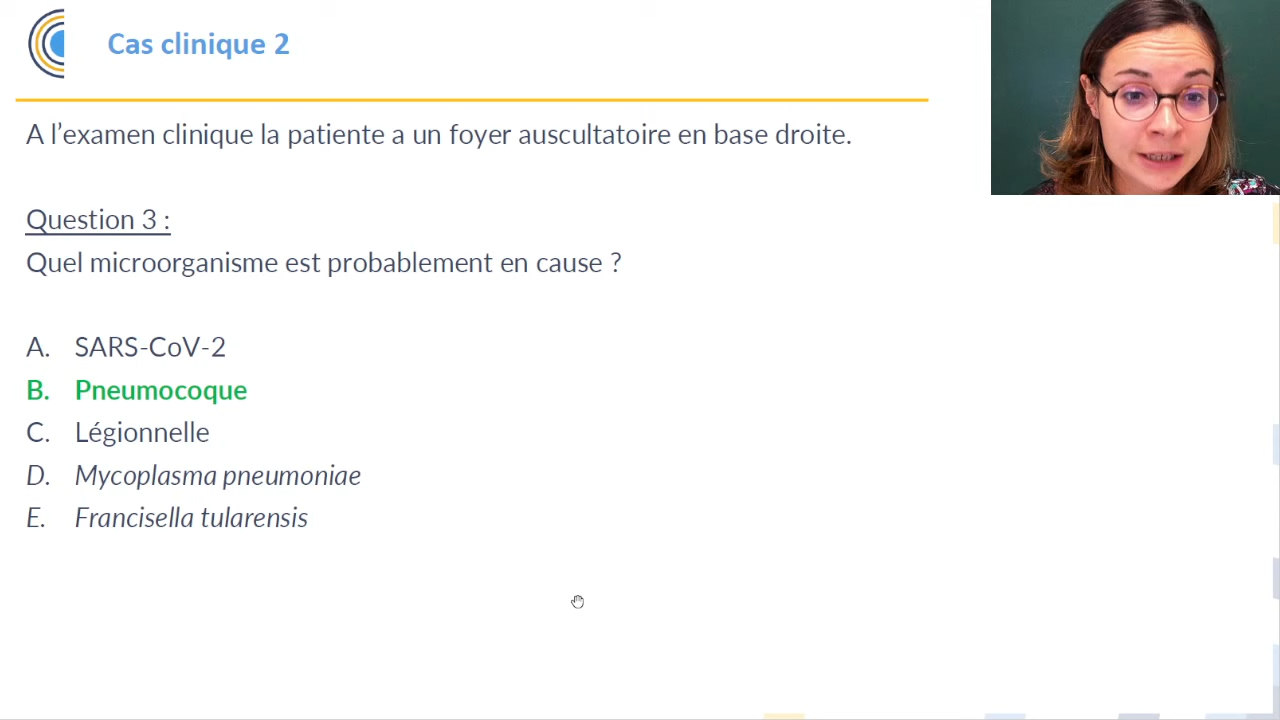 Cas clinique 2
A l’examen clinique la patiente a un foyer auscultatoire en base droite.
Question 3 :
Quel microorganisme est probablement en cause ?
A. SARS-CoV-2
B. Pneumocoque
C. Légionnelle
D. Mycoplasma pneumoniae
E. Francisella tularensis